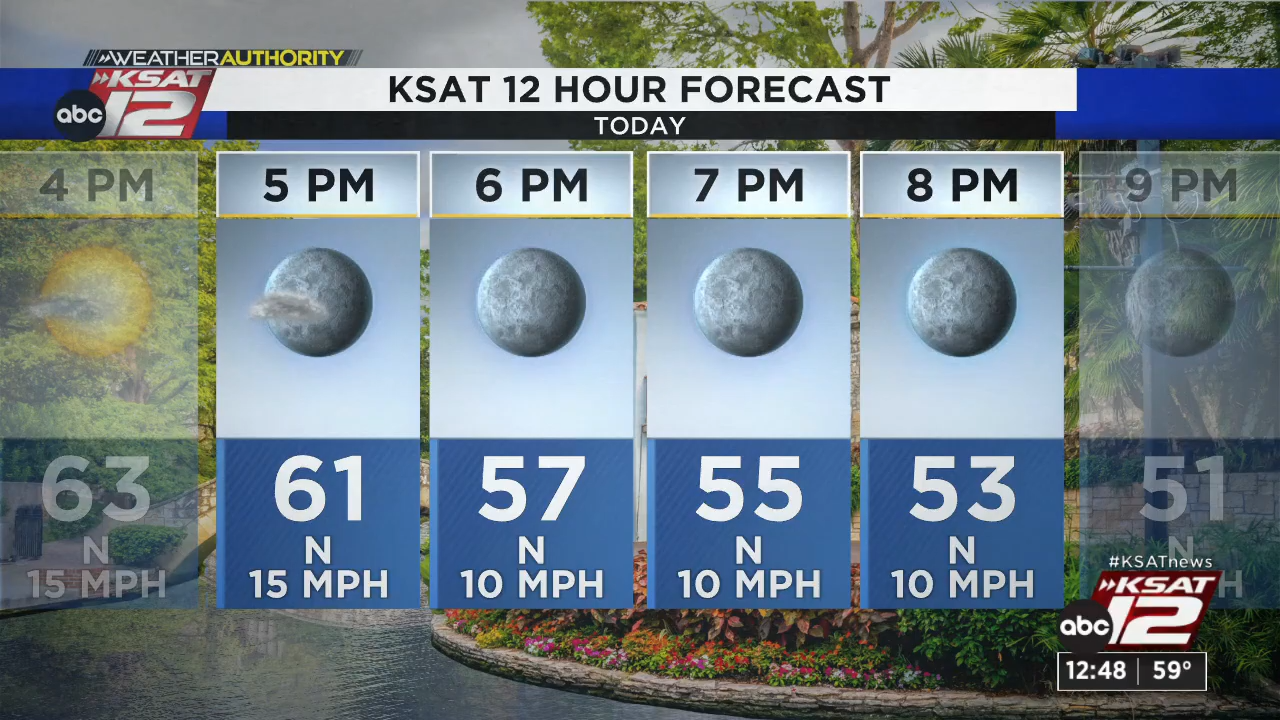 WEATHERAUTHORITY
KSAT
abc 12
KSAT 12 HOUR FORECAST
TODAY
4 PM 5 PM 6 PM 7 PM 8 PM 9 PM
63 61 57 55 53 51
N N N N N N
15 MPH 15 MPH 10 MPH 10 MPH 10 MPH
#KSATnews
KSAT
abc 12
12:48 59°